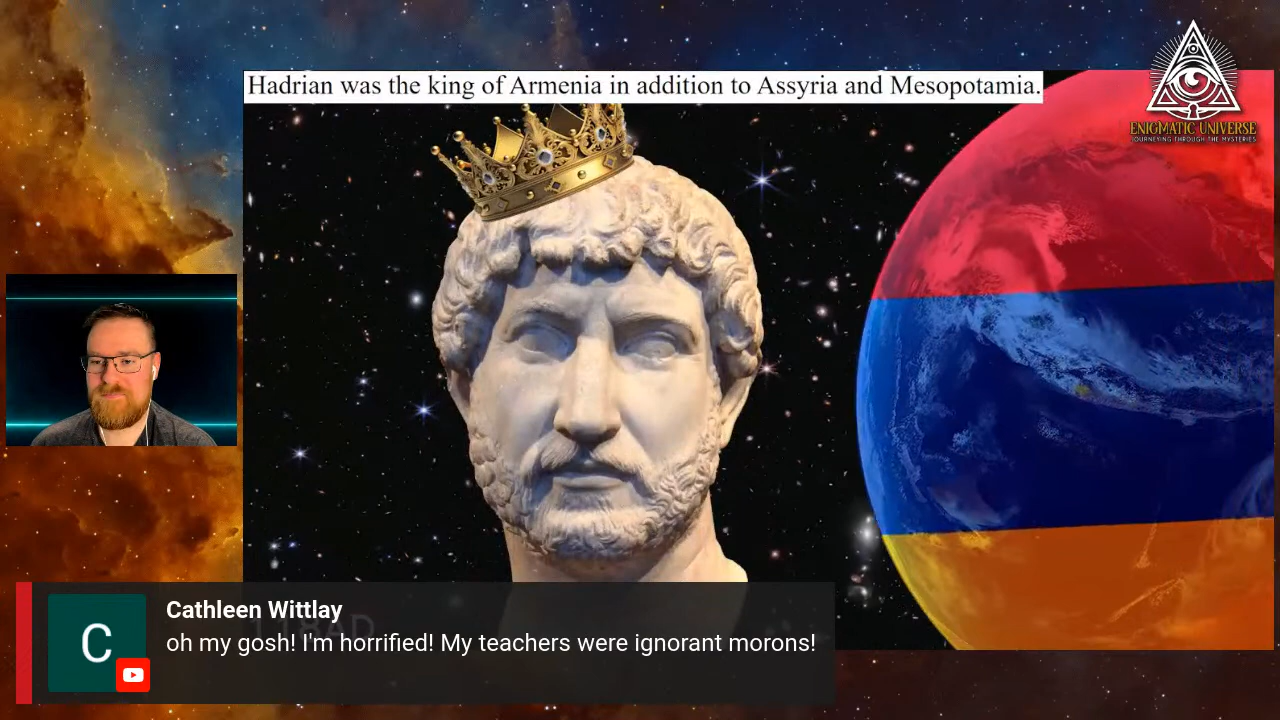 Hadrian was the king of Armenia in addition to Assyria and Mesopotamia.
ENIGMATIC UNIVERSE
JOURNEYING THROUGH THE MYSTERIES
Cathleen Wittlay
C
oh my gosh! I'm horrified! My teachers were ignorant morons!